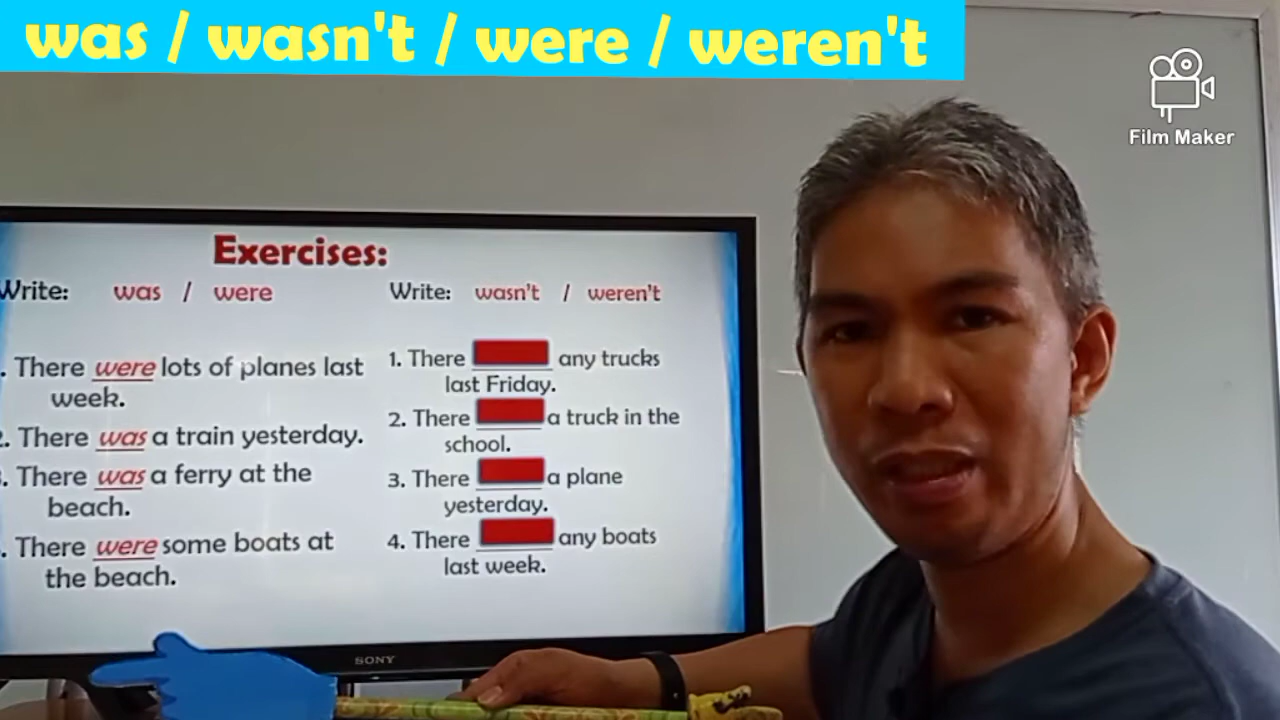 was / wasn't / were / weren't
Film Maker
Exercises:
Write: was / were
. There were lots of planes last
week.
2. There was a train yesterday.
. There was a ferry at the
beach.
. There were some boats at
the beach.
Write: wasn't / weren't
1. There any trucks
last Friday.
2. There a truck in the
school.
3. There a plane
yesterday.
4. There any boats
last week.
SONY